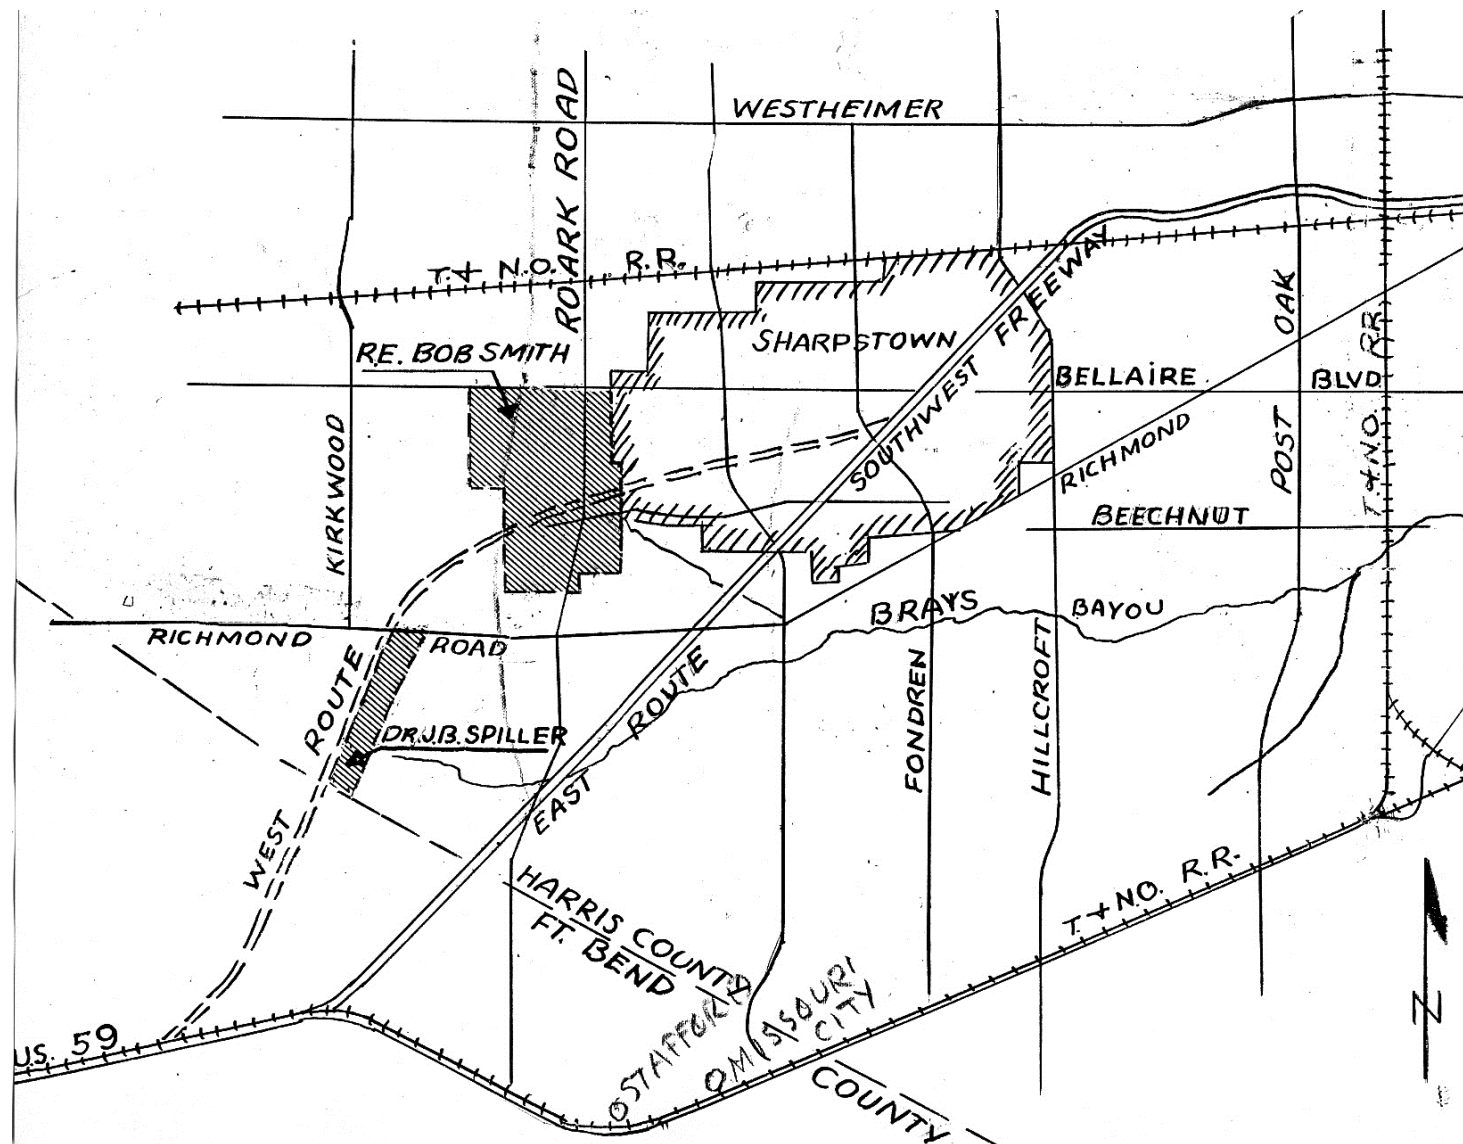 WESTHEIMER
ROARK ROAD
T. & N.O. R.R.
R.E. BOB SMITH
SHARPSTOWN
SOUTHWEST FREEWAY
BELLAIRE BLVD
KIRKWOOD
RICHMOND
POST OAK
T. & N.O. RR
BEECHNUT
BRAYS BAYOU
RICHMOND ROAD
WEST ROUTE
DR. J.B. SPILLER
EAST ROUTE
FONDREN
HILLCROFT
HARRIS COUNTY
FT. BEND COUNTY
T. & N.O. R.R.
STAFFORD
MISSOURI
CITY
U.S. 59
N